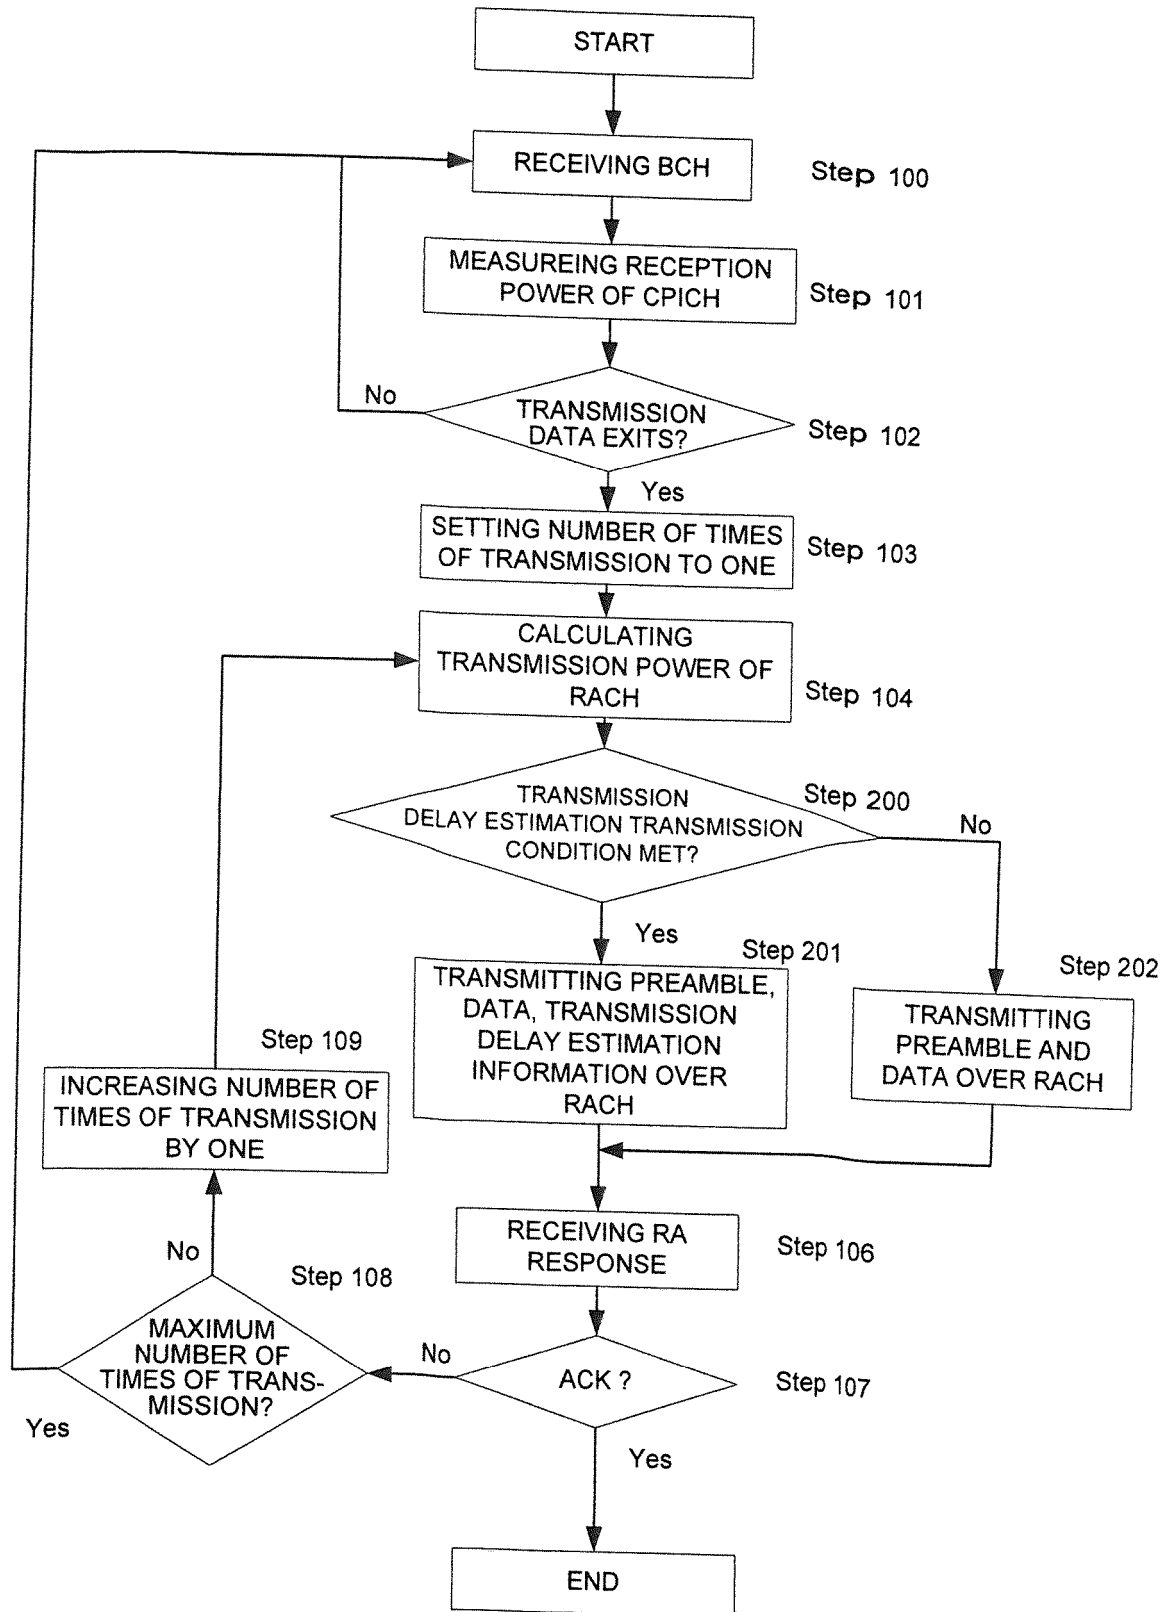 START
RECEIVING BCH
Step 100
MEASUREING RECEPTION
POWER OF CPICH
Step 101
No
TRANSMISSION
DATA EXITS?
Step 102
Yes
SETTING NUMBER OF TIMES
OF TRANSMISSION TO ONE
Step 103
CALCULATING
TRANSMISSION POWER OF
RACH
Step 104
TRANSMISSION
DELAY ESTIMATION TRANSMISSION
CONDITION MET?
Step 200
No
Yes
Step 201
TRANSMITTING PREAMBLE,
DATA, TRANSMISSION
DELAY ESTIMATION
INFORMATION OVER
RACH
Step 202
TRANSMITTING
PREAMBLE AND
DATA OVER RACH
Step 109
INCREASING NUMBER OF
TIMES OF TRANSMISSION
BY ONE
RECEIVING RA
RESPONSE
Step 106
No
Step 108
MAXIMUM
NUMBER OF
TIMES OF TRANS-
MISSION?
Yes
No
ACK ?
Step 107
Yes
END